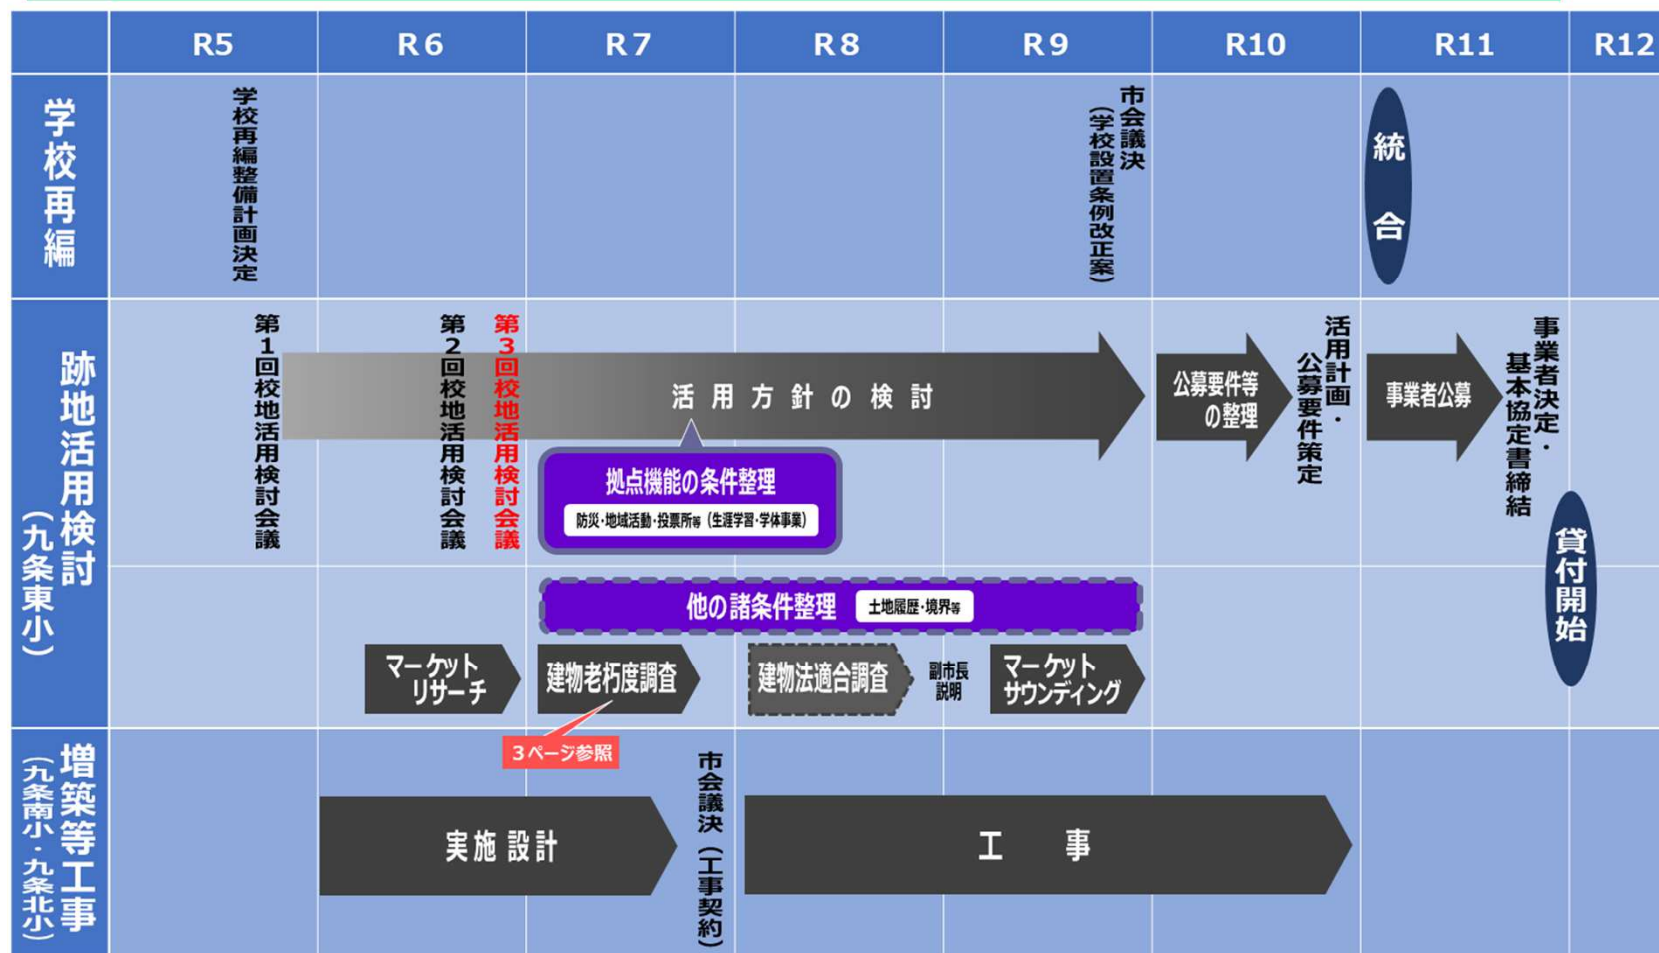 R5
R6
R7
R8
R9
R10
R11
R12
学校再編
学校再編整備計画決定
市会議決
(学校設置条例改正案)
統合
跡地活用検討
(九条東小)
第1回校地活用検討会議
第2回校地活用検討会議
第3回校地活用検討会議
活用方針の検討
公募要件等
の整理
活用計画・
公募要件策定
事業者公募
事業者決定・
基本協定書締結
拠点機能の条件整理
防災・地域活動・投票所等(生涯学習・学体事業)
貸付開始
他の諸条件整理
土地履歴・境界等
マーケット
リサーチ
建物老朽度調査
建物法適合調査
副市長
説明
マーケット
サウンディング
3ページ参照
増築等工事
(九条南小・九条北小)
実施設計
市会議決(工事契約)
工事